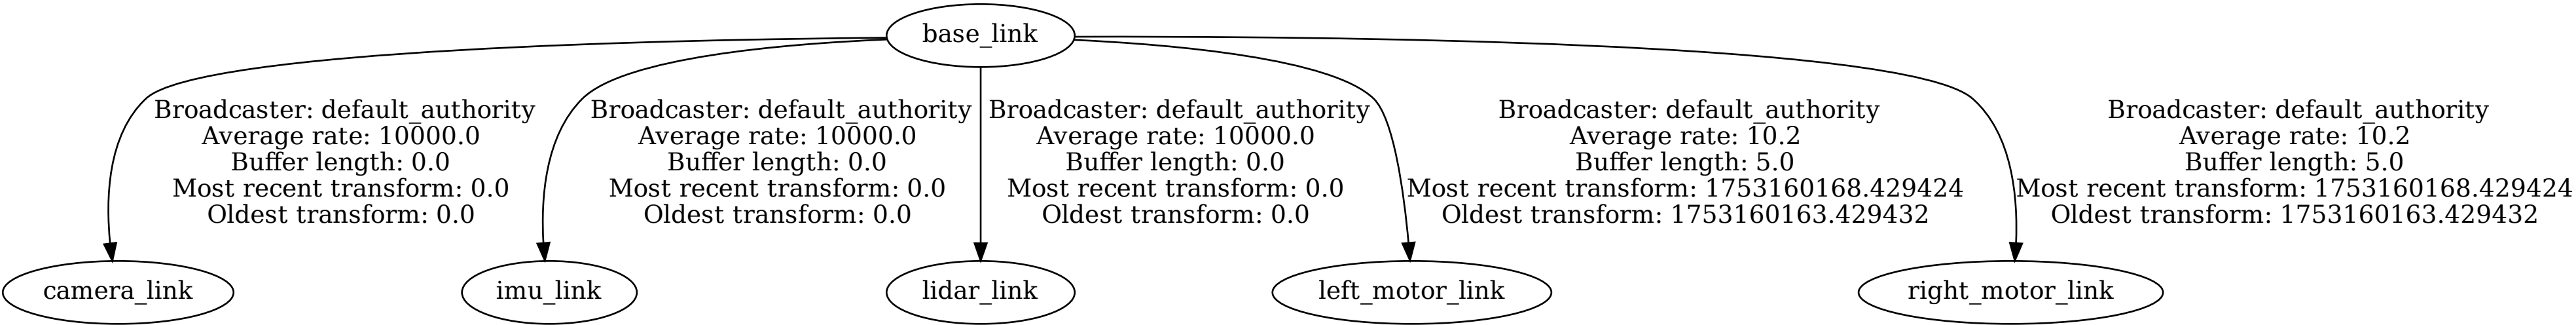 base_link
Broadcaster: default_authority
Average rate: 10000.0
Buffer length: 0.0
Most recent transform: 0.0
Oldest transform: 0.0
Broadcaster: default_authority
Average rate: 10000.0
Buffer length: 0.0
Most recent transform: 0.0
Oldest transform: 0.0
Broadcaster: default_authority
Average rate: 10000.0
Buffer length: 0.0
Most recent transform: 0.0
Oldest transform: 0.0
Broadcaster: default_authority
Average rate: 10.2
Buffer length: 5.0
Most recent transform: 1753160168.429424
Oldest transform: 1753160163.429432
Broadcaster: default_authority
Average rate: 10.2
Buffer length: 5.0
Most recent transform: 1753160168.429424
Oldest transform: 1753160163.429432
camera_link
imu_link
lidar_link
left_motor_link
right_motor_link